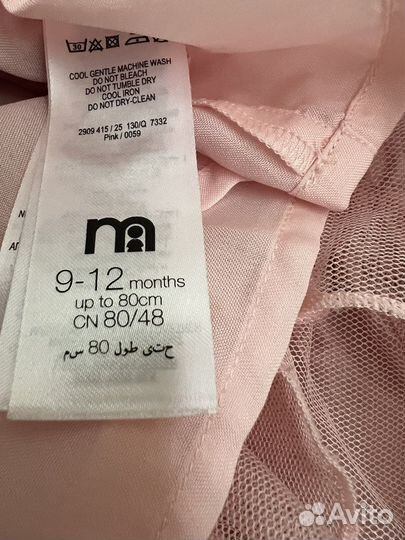 30
COOL GENTLE MACHINE WASH
DO NOT BLEACH
DO NOT TUMBLE DRY
COOL IRON
DO NOT DRY-CLEAN
2909 415 / 25 130/Q 7332
Pink / 0059
m
9-12 months
up to 80cm
CN 80/48
حتى طول 80 سم
Avito